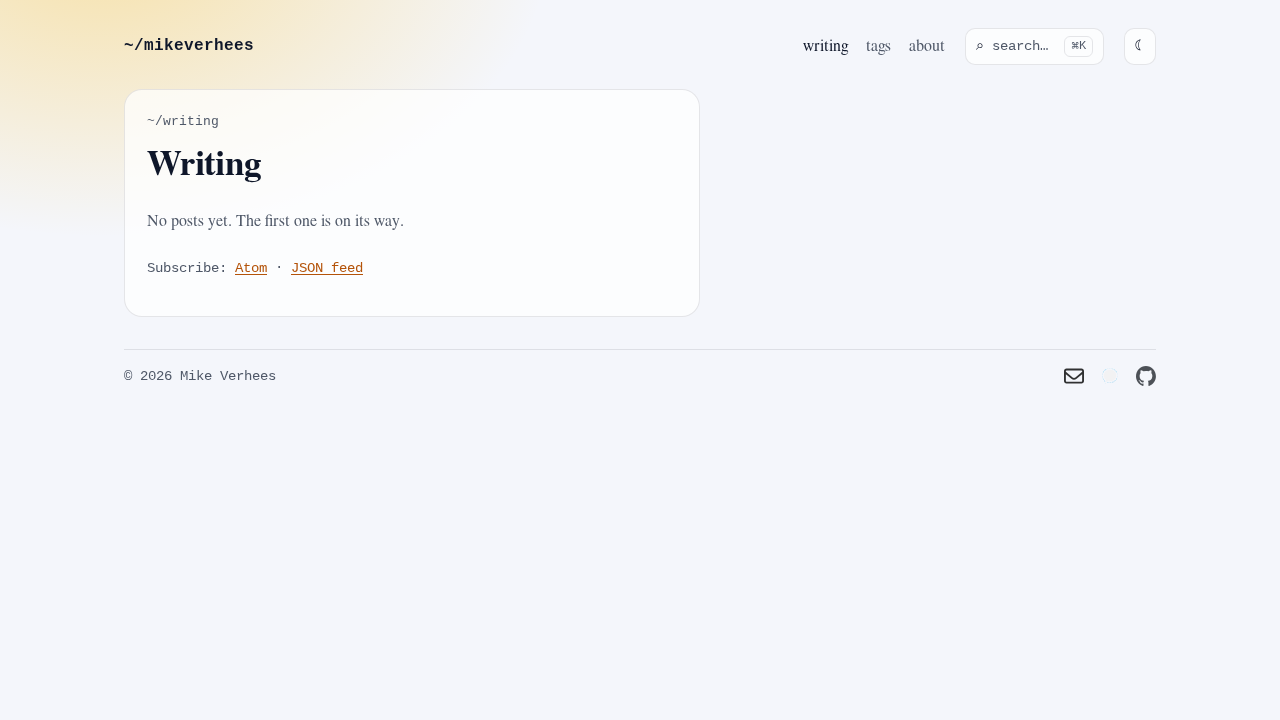 ~/mikeverhees
writing tags about ⌕ search… ⌘K ☾
~/writing
Writing
No posts yet. The first one is on its way.
Subscribe: Atom · JSON feed
© 2026 Mike Verhees